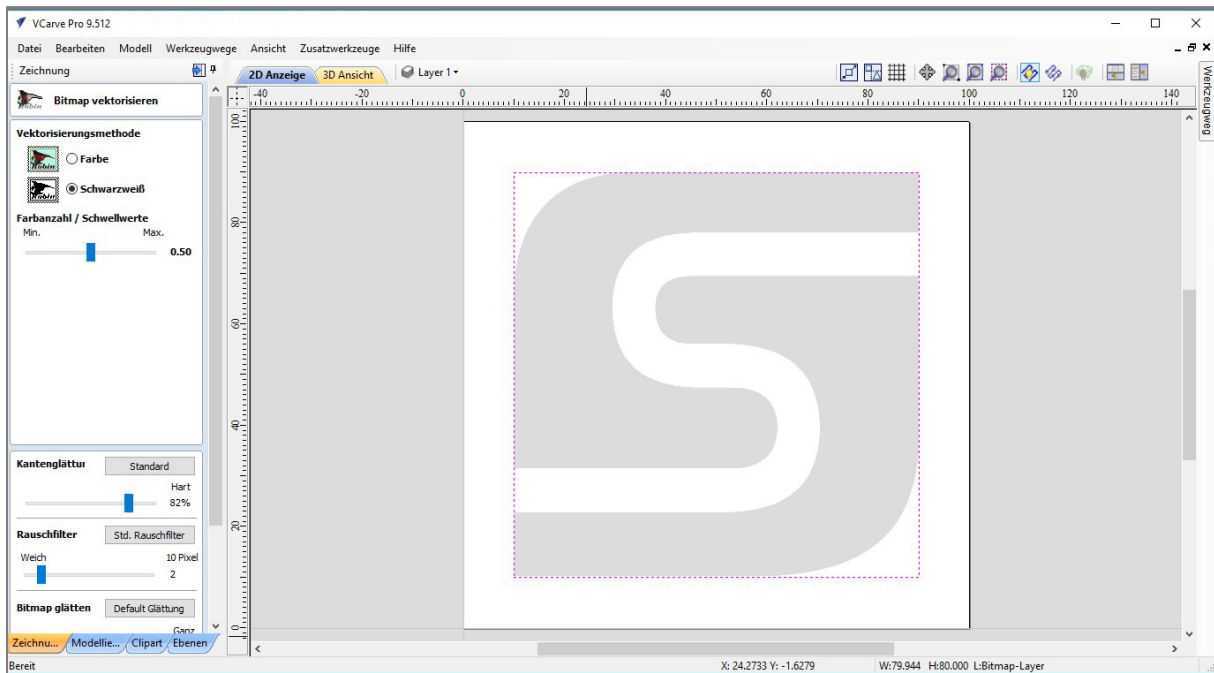 VCarve Pro 9.512
Datei Bearbeiten Modell Werkzeugwege Ansicht Zusatzwerkzeuge Hilfe
Zeichnung
2D Anzeige 3D Ansicht Layer 1
Werkzeugweg
-40 -20 0 20 40 60 80 100 120 140
Bitmap vektorisieren
100
Vektorisierungsmethode
Farbe
Schwarzweiß
Farbanzahl / Schwellwerte
80
Min. Max.
0.50
60
40
Kantenglättu
Standard
Hart
82%
20
Rauschfilter Std. Rauschfilter
Weich 10 Pixel
2
Bitmap glätten Default Glättung
Ganz
0
Zeichnu... Modellie... Clipart Ebenen
Bereit X: 24.2733 Y: -1.6279 W:79.944 H:80.000 L:Bitmap-Layer